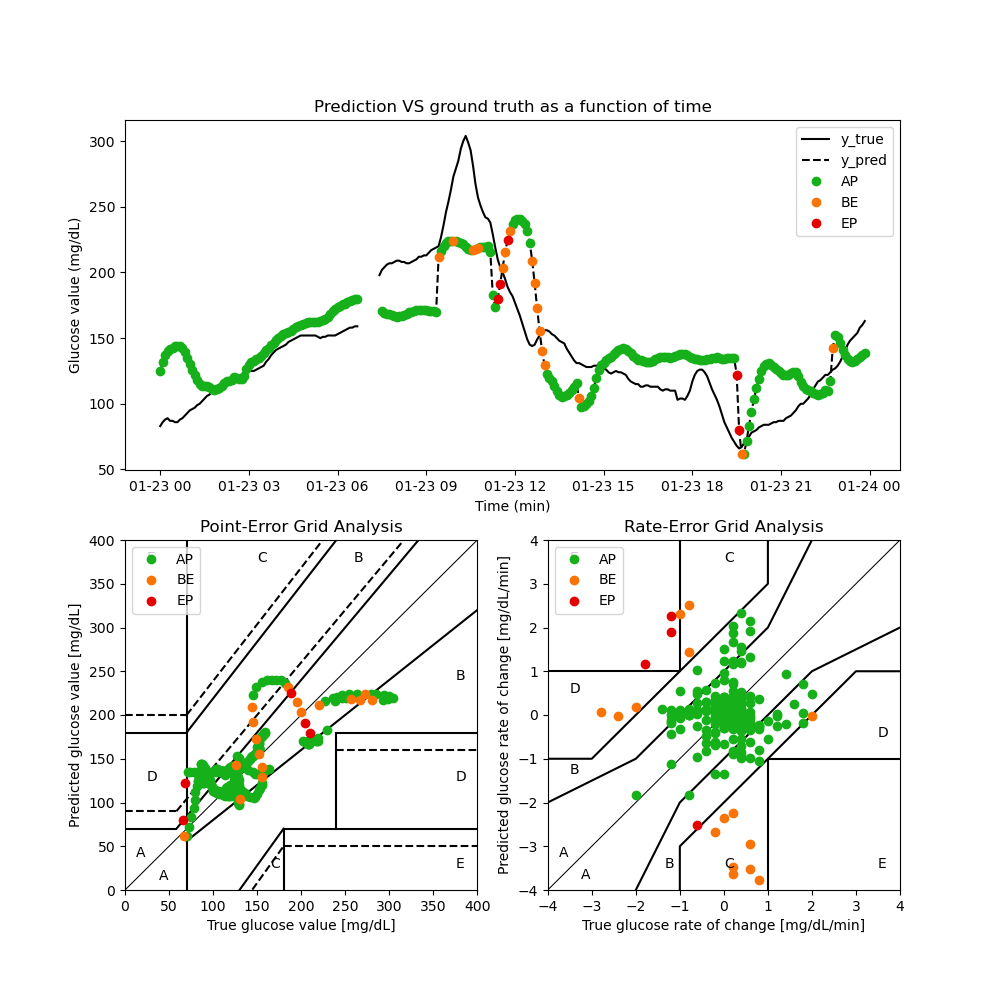 Prediction VS ground truth as a function of time
Glucose value (mg/dL)
300
250
200
150
100
50
y_true
y_pred
AP
BE
EP
01-23 00 01-23 03 01-23 06 01-23 09 01-23 12 01-23 15 01-23 18 01-23 21 01-24 00
Time (min)
Point-Error Grid Analysis
Predicted glucose value [mg/dL]
400
350
300
250
200
150
100
50
0
AP
BE
EP
C
B
B
D
D
A
A
C
E
0 50 100 150 200 250 300 350 400
True glucose value [mg/dL]
Rate-Error Grid Analysis
Predicted glucose rate of change [mg/dL/min]
4
3
2
1
0
−1
−2
−3
−4
AP
BE
EP
C
D
D
B
A
A
B
C
E
−4 −3 −2 −1 0 1 2 3 4
True glucose rate of change [mg/dL/min]